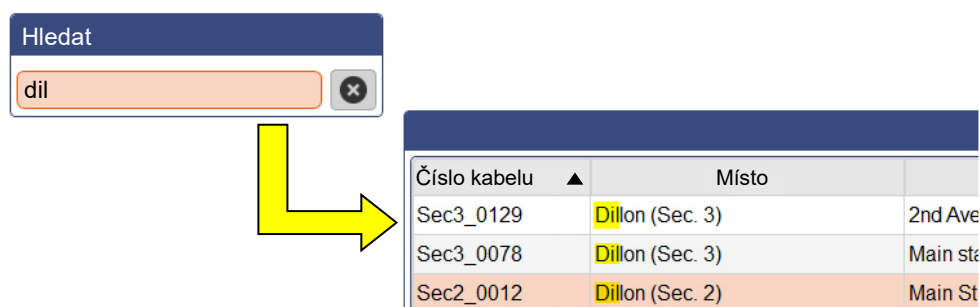 Hledat
dil
Číslo kabelu ▲ Místo
Sec3_0129 Dillon (Sec. 3) 2nd Ave
Sec3_0078 Dillon (Sec. 3) Main sta
Sec2_0012 Dillon (Sec. 2) Main St